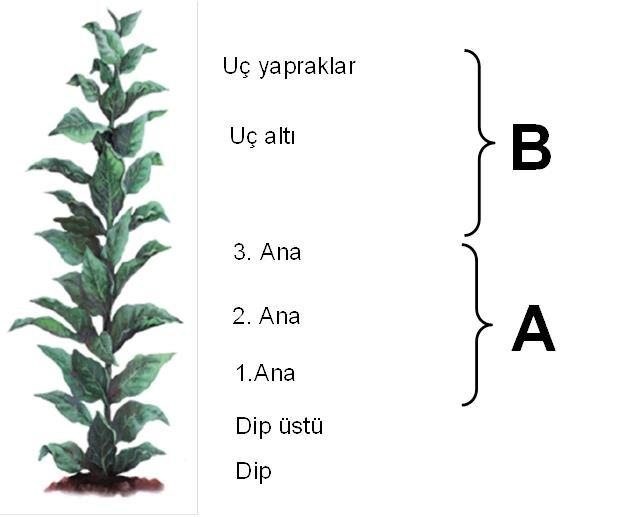 Uç yapraklar
Uç altı
B
3. Ana
2. Ana
A
1.Ana
Dip üstü
Dip